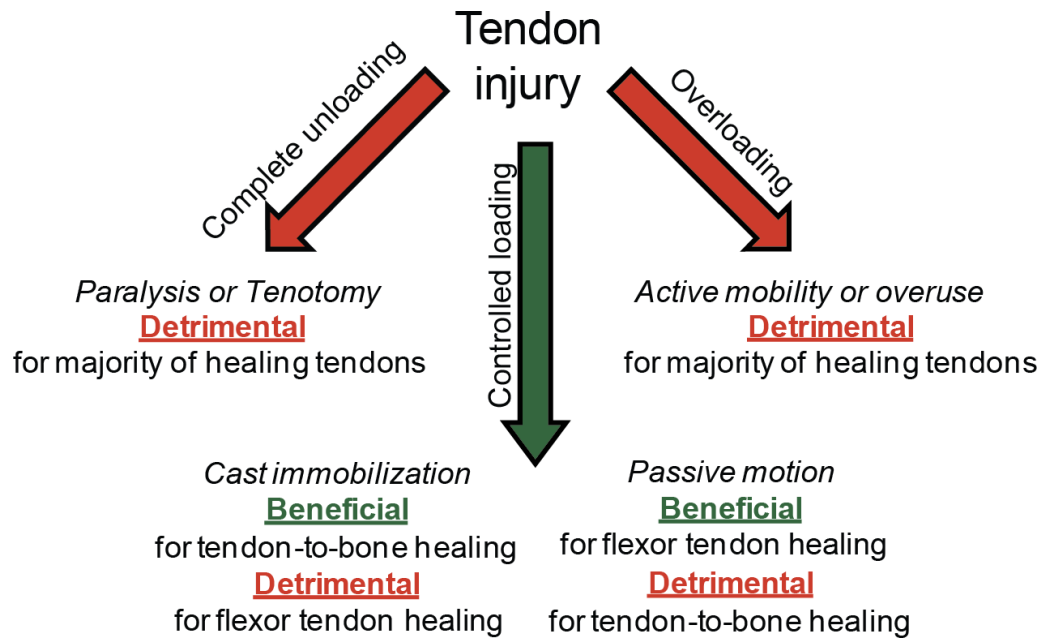 Tendon
injury
Complete unloading
Controlled loading
Overloading
Paralysis or Tenotomy
Detrimental
for majority of healing tendons
Active mobility or overuse
Detrimental
for majority of healing tendons
Cast immobilization
Beneficial
for tendon-to-bone healing
Detrimental
for flexor tendon healing
Passive motion
Beneficial
for flexor tendon healing
Detrimental
for tendon-to-bone healing